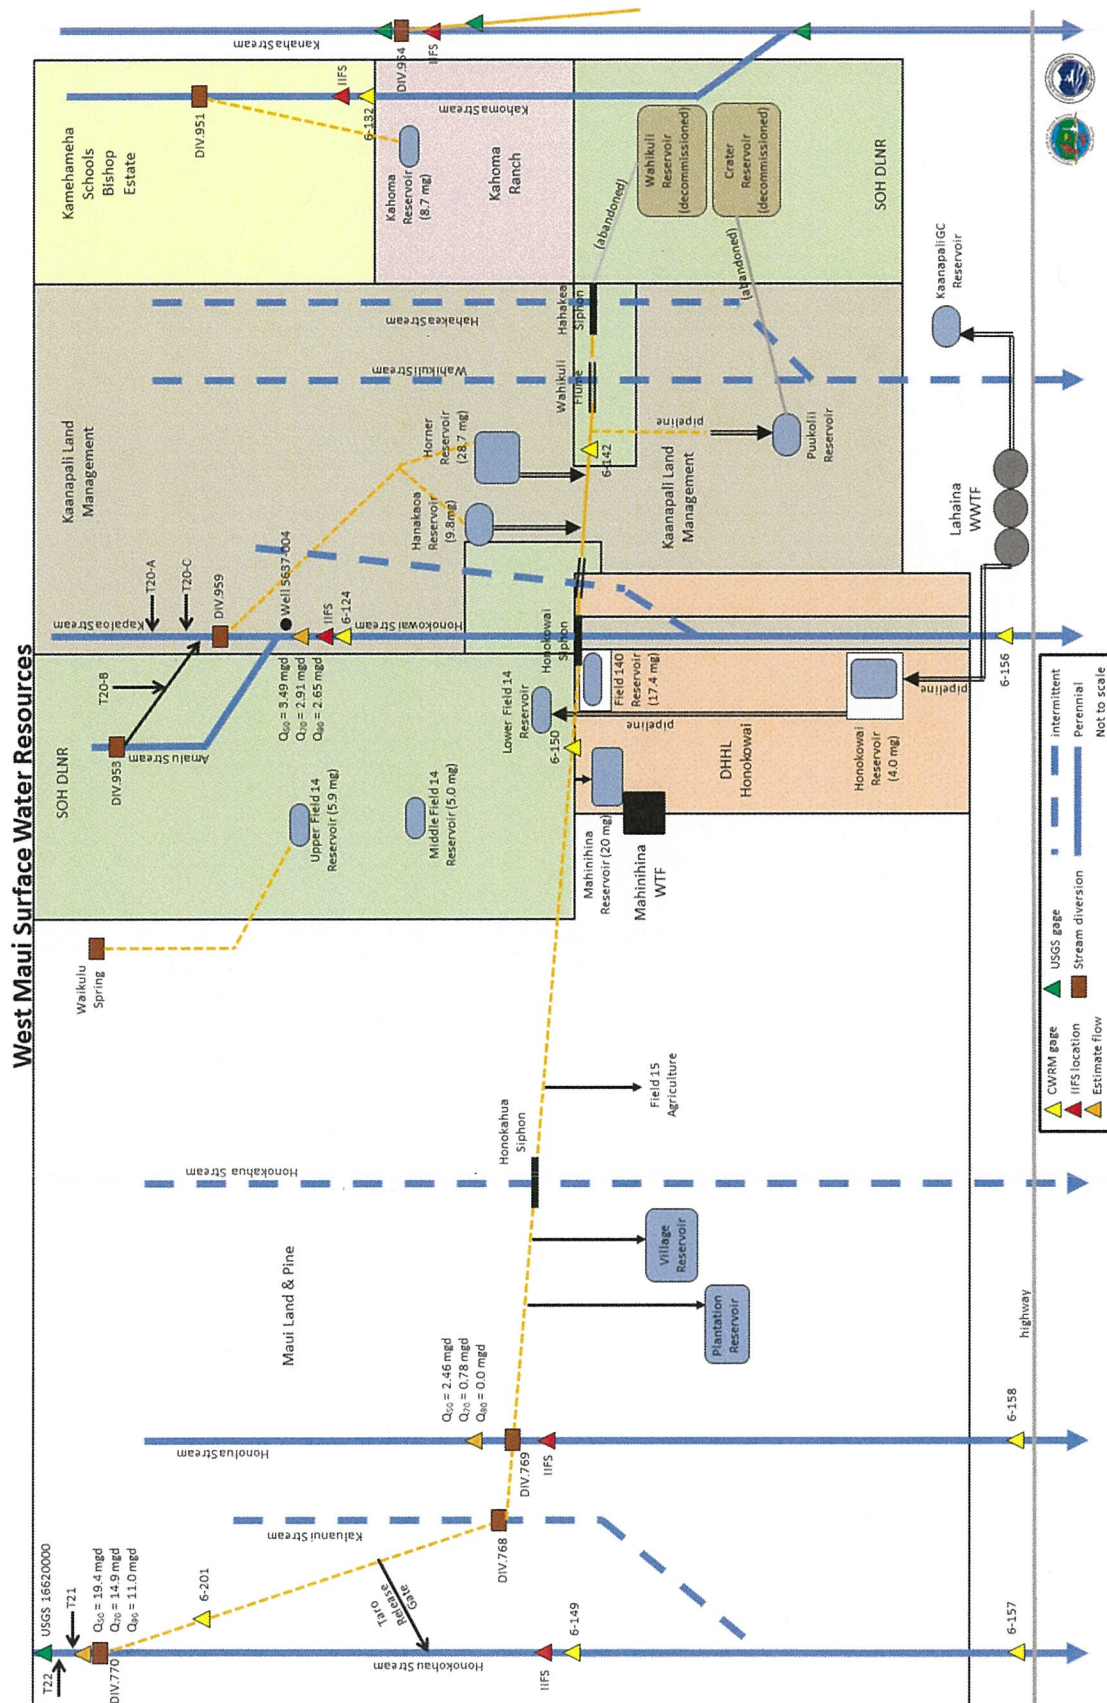 West Maui Surface Water Resources
T22
USGS 16620000
T21
Q₅₀ = 19.4 mgd
Q₇₀ = 14.9 mgd
Q₉₀ = 11.0 mgd
DIV.770
6-201
Taro
Release
Gate
Honokohau Stream
IIFS
6-149
6-157
Kaluanui Stream
DIV.768
Honolua Stream
Q₅₀ = 2.46 mgd
Q₇₀ = 0.78 mgd
Q₉₀ = 0.0 mgd
DIV.769
IIFS
6-158
Maui Land & Pine
Plantation
Reservoir
Village
Reservoir
Honokahua Stream
Honokahua
Siphon
Field 15
Agriculture
highway
Waikulu
Spring
SOH DLNR
DIV.953
Amalu Stream
T20-B
Upper Field 14
Reservoir (5.9 mg)
Middle Field 14
Reservoir (5.0 mg)
Q₅₀ = 3.49 mgd
Q₇₀ = 2.91 mgd
Q₉₀ = 2.65 mgd
Lower Field 14
Reservoir
6-150
Mahinihina
Reservoir (20 mg)
Mahinihina
WTF
DHHL
Honokowai
Field 140
Reservoir
(17.4 mg)
pipeline
Honokowai
Reservoir
(4.0 mg)
pipeline
6-156
Kapaloa Stream
T20-A
T20-C
DIV.959
Well 5637-004
IIFS
6-124
Honokowai Stream
Honokowai
Siphon
Kaanapali Land
Management
Hanakaoa
Reservoir
(9.8mg)
Horner
Reservoir
(28.7 mg)
6-142
Kaanapali Land
Management
pipeline
Puukolii
Reservoir
Wahikuli Stream
Wahikuli
Flume
Hahakea Stream
Hahakea
Siphon
Lahaina
WWTF
Kaanapali GC
Reservoir
Kamehameha
Schools
Bishop
Estate
DIV.951
IIFS
6-132
Kahoma
Reservoir
(8.7 mg)
Kahoma
Ranch
Kahoma Stream
(abandoned)
Wahikuli
Reservoir
(decommissioned)
Crater
Reservoir
(decommissioned)
(abandoned)
SOH DLNR
Kanaha Stream
DIV.954
IIFS
CWRM gage
IIFS location
Estimate flow
USGS gage
Stream diversion
intermittent
Perennial
Not to scale